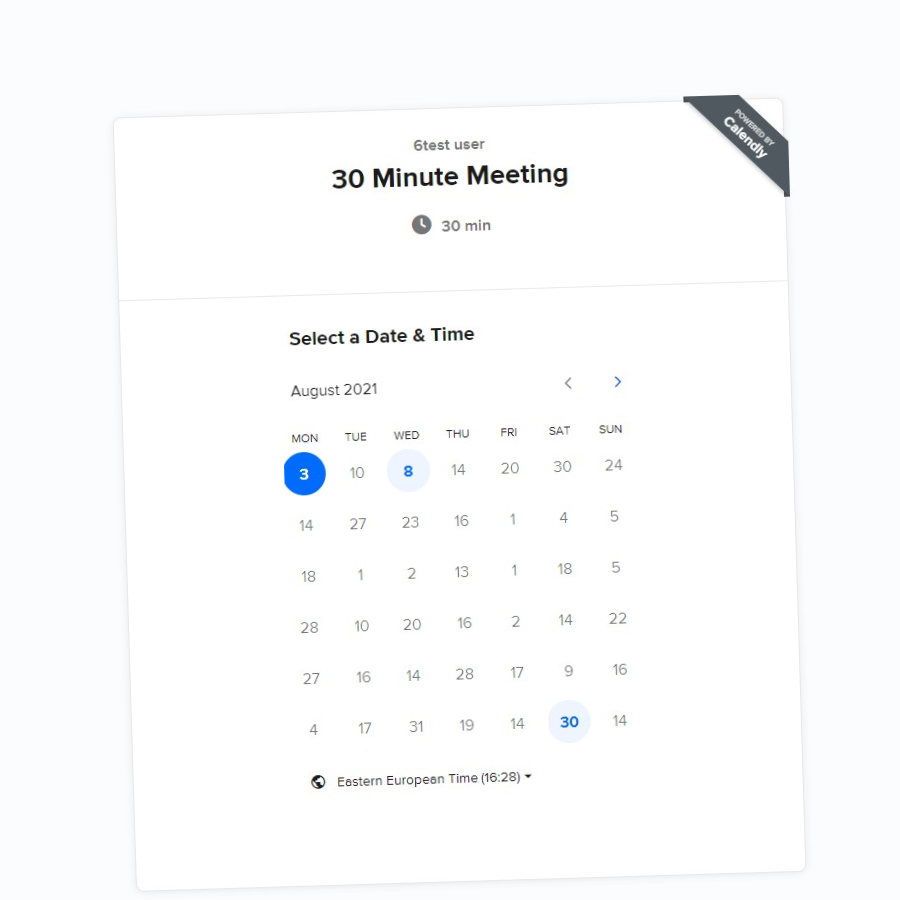 POWERED BY
Calendly
6test user
30 Minute Meeting
30 min
Select a Date & Time
August 2021
MON TUE WED THU FRI SAT SUN
3 10 8 14 20 30 24
14 27 23 16 1 4 5
18 1 2 13 1 18 5
28 10 20 16 2 14 22
27 16 14 28 17 9 16
4 17 31 19 14 30 14
Eastern European Time (16:28)